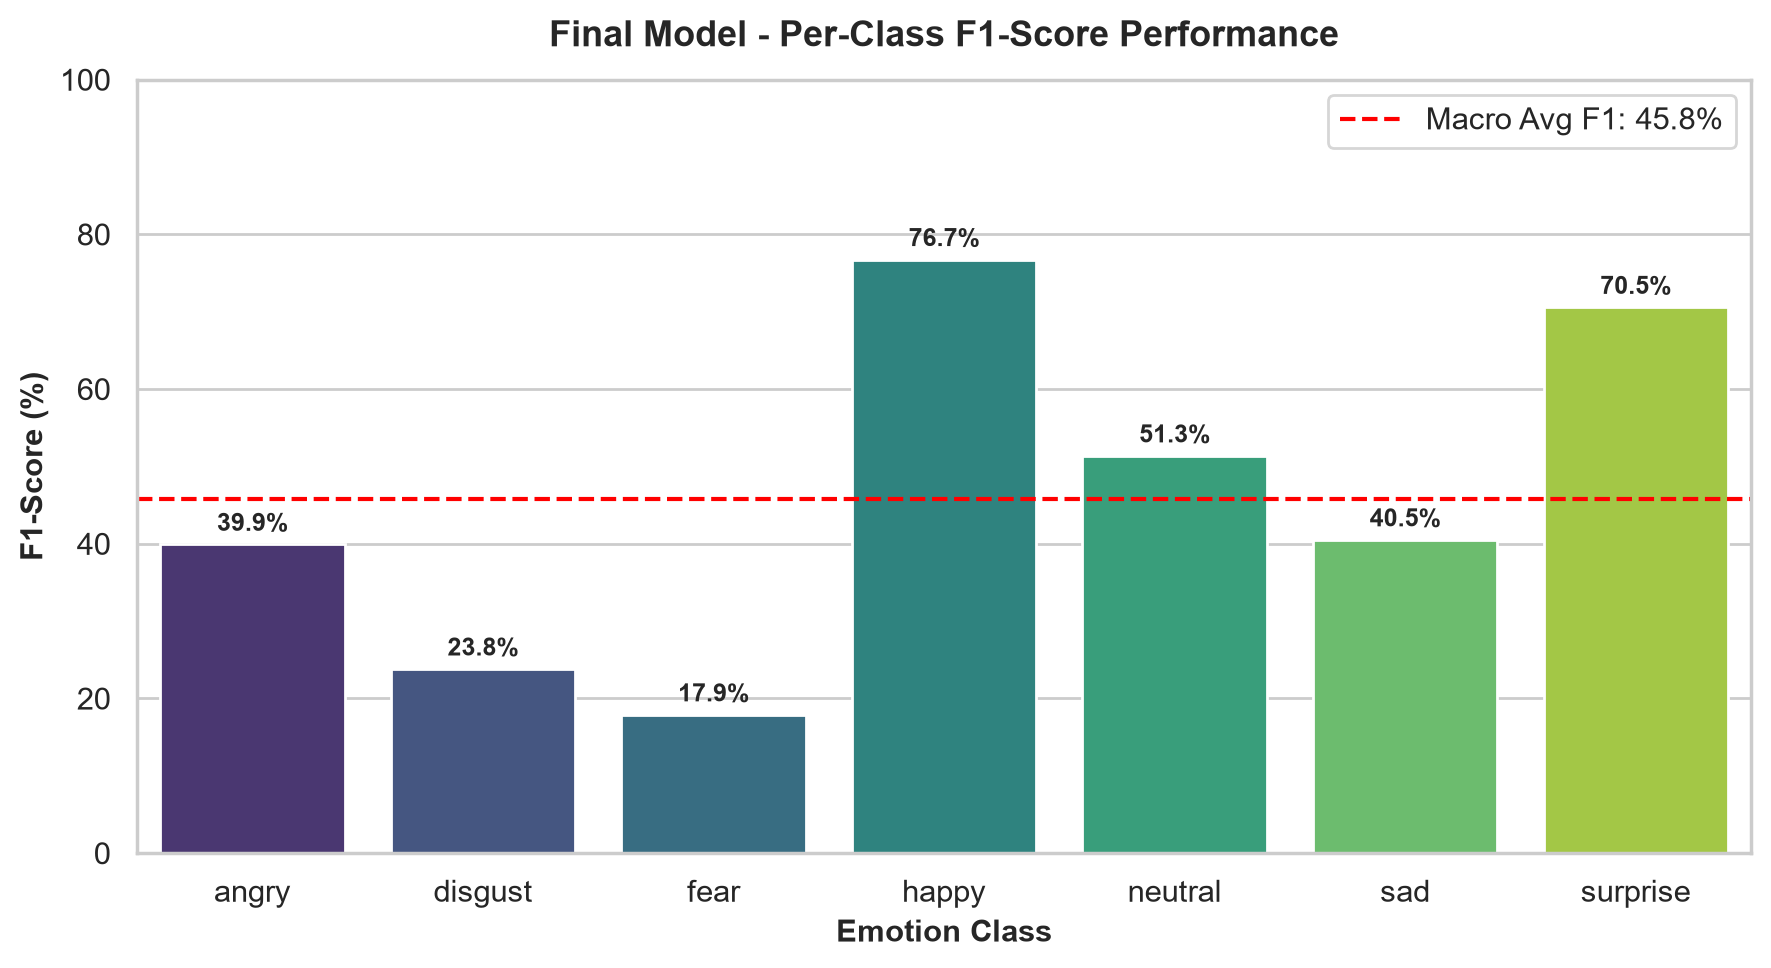 Final Model - Per-Class F1-Score Performance
100
Macro Avg F1: 45.8%
80
76.7%
70.5%
60
51.3%
F1-Score (%)
39.9%
40.5%
40
23.8%
17.9%
20
0
angry disgust fear happy neutral sad surprise
Emotion Class